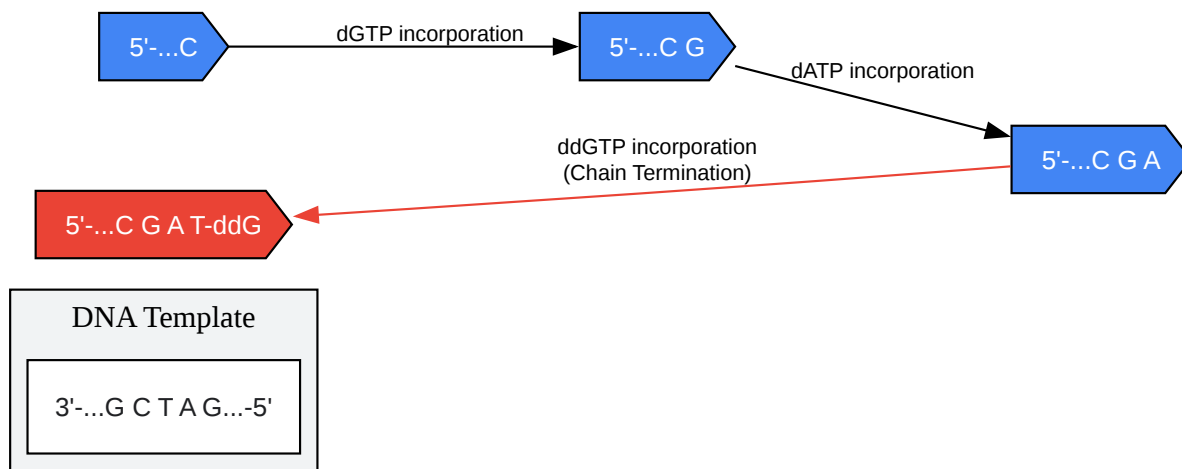 5'-...C
dGTP incorporation
5'-...C G
dATP incorporation
5'-...C G A
ddGTP incorporation
(Chain Termination)
5'-...C G A T-ddG
DNA Template
3'-...G C T A G...-5'